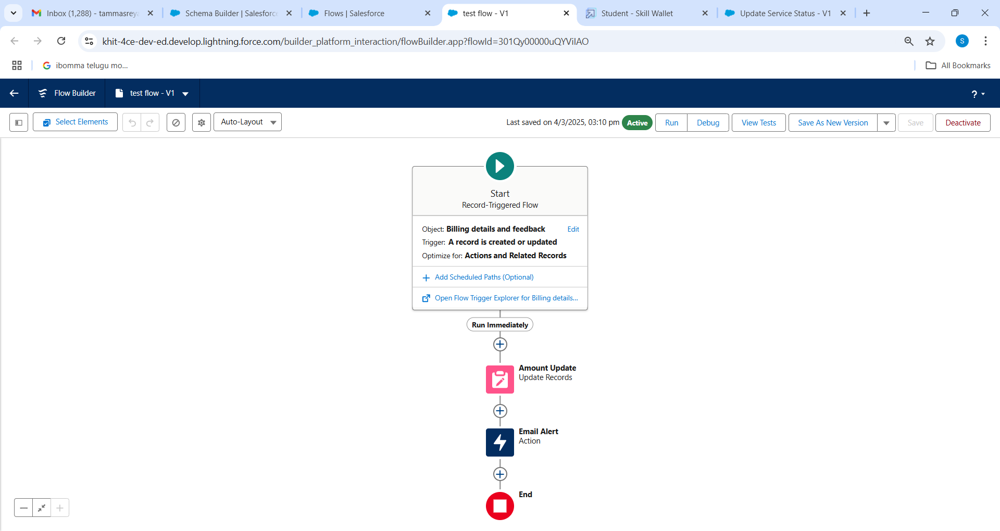 Inbox (1,288) - tammasreya
Schema Builder | Salesforce
Flows | Salesforce
test flow - V1
Student - Skill Wallet
Update Service Status - V1
khit-4ce-dev-ed.develop.lightning.force.com/builder_platform_interaction/flowBuilder.app?flowId=301Qy00000uQYViIAO
S
ibomma telugu mo...
All Bookmarks
Flow Builder
test flow - V1
?
Select Elements
Auto-Layout
Last saved on 4/3/2025, 03:10 pm
Active
Run
Debug
View Tests
Save As New Version
Save
Deactivate
Start
Record-Triggered Flow
Object: Billing details and feedback
Edit
Trigger: A record is created or updated
Optimize for: Actions and Related Records
Add Scheduled Paths (Optional)
Open Flow Trigger Explorer for Billing details...
Run Immediately
Amount Update
Update Records
Email Alert
Action
End